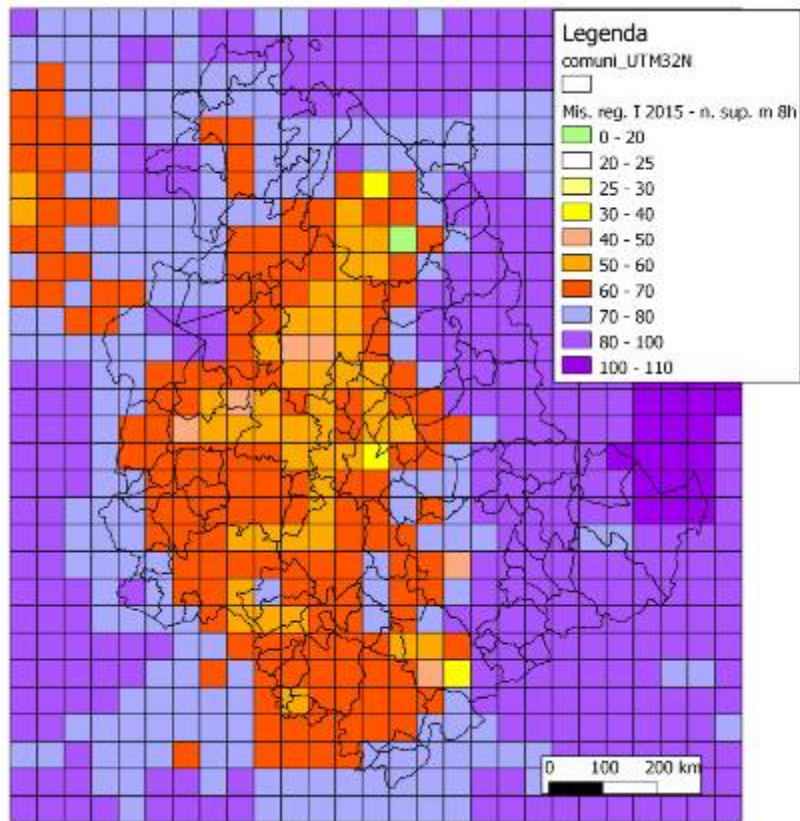 Legenda
comuni_UTM32N
Mis. reg. I 2015 - n. sup. m 8h
0 - 20
20 - 25
25 - 30
30 - 40
40 - 50
50 - 60
60 - 70
70 - 80
80 - 100
100 - 110
0 100 200 km